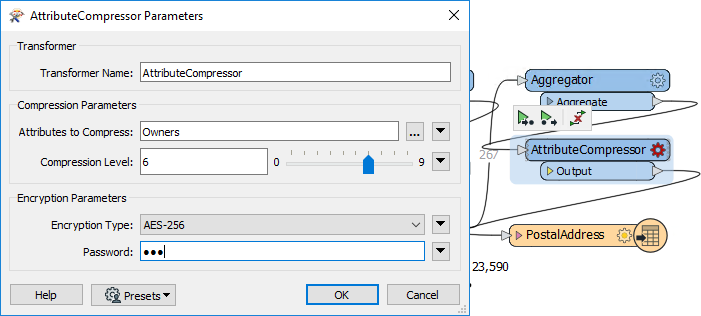 AttributeCompressor Parameters
Transformer
Transformer Name: AttributeCompressor
Compression Parameters
Attributes to Compress: Owners ...
Compression Level: 6 0 9
Encryption Parameters
Encryption Type: AES-256
Password: ●●●
Help Presets OK Cancel
Aggregator
Aggregate
267
AttributeCompressor
Output
PostalAddress
23,590